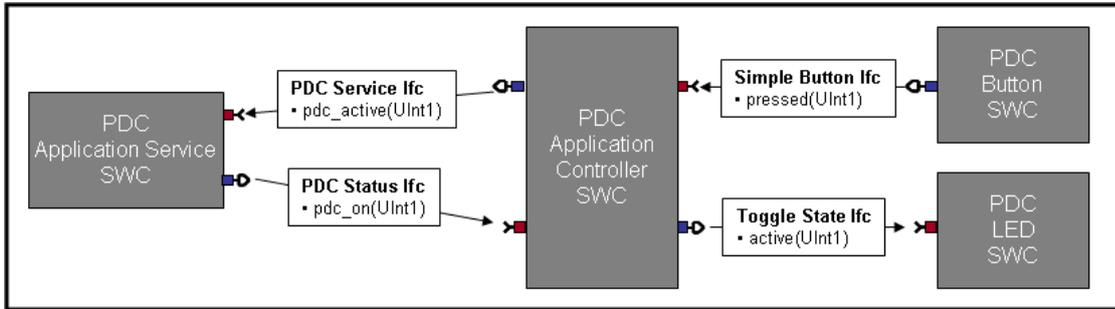 PDC
Application Service
SWC
PDC Service Ifc
▪ pdc_active(UInt1)
PDC Status Ifc
▪ pdc_on(UInt1)
PDC
Application
Controller
SWC
Simple Button Ifc
▪ pressed(UInt1)
Toggle State Ifc
▪ active(UInt1)
PDC
Button
SWC
PDC
LED
SWC